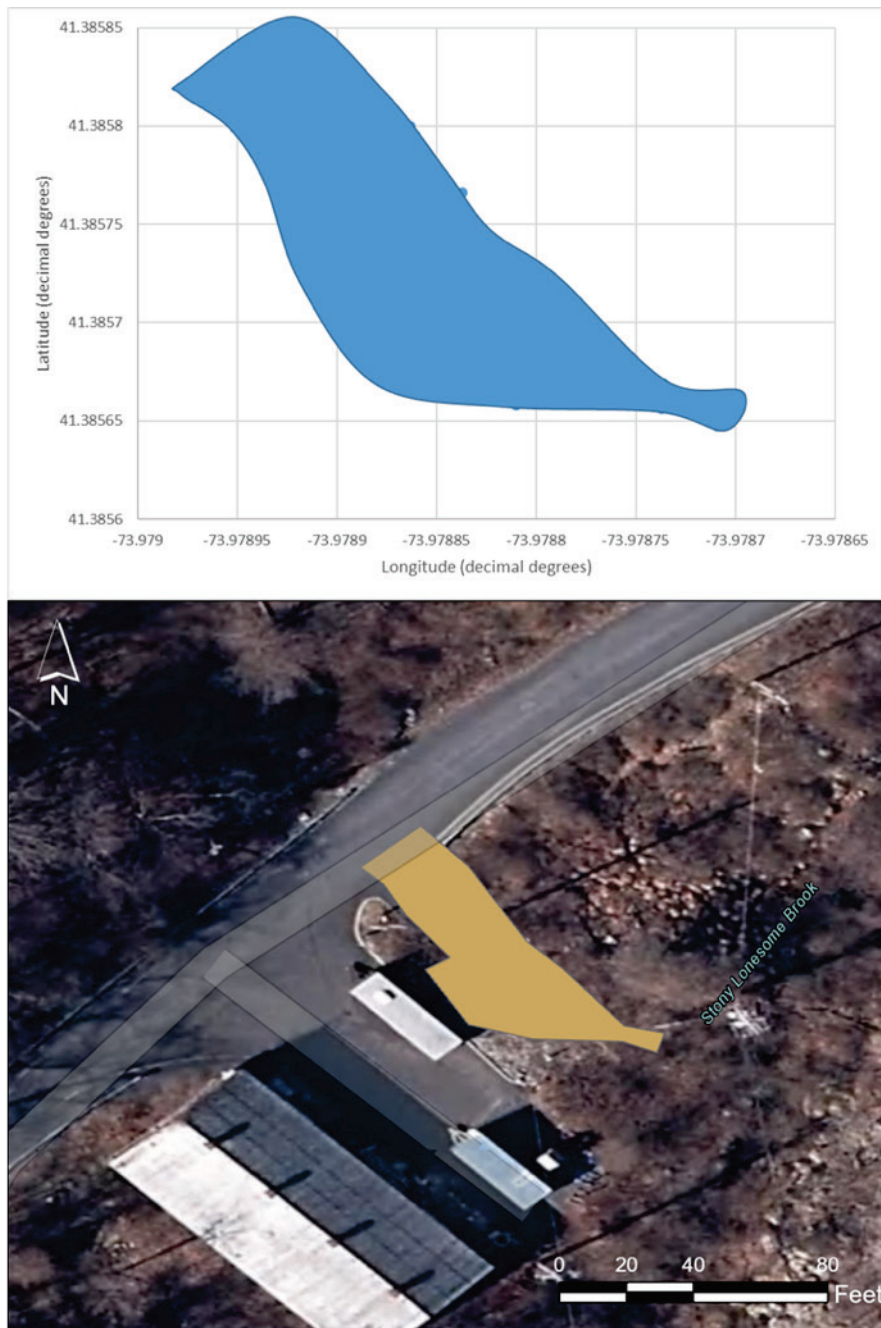 41.38585
41.3858
41.38575
41.3857
41.38565
41.3856
Latitude (decimal degrees)
-73.979 -73.97895 -73.9789 -73.97885 -73.9788 -73.97875 -73.9787 -73.97865
Longitude (decimal degrees)
N
Stony Lonesome Brook
0 20 40 80
Feet